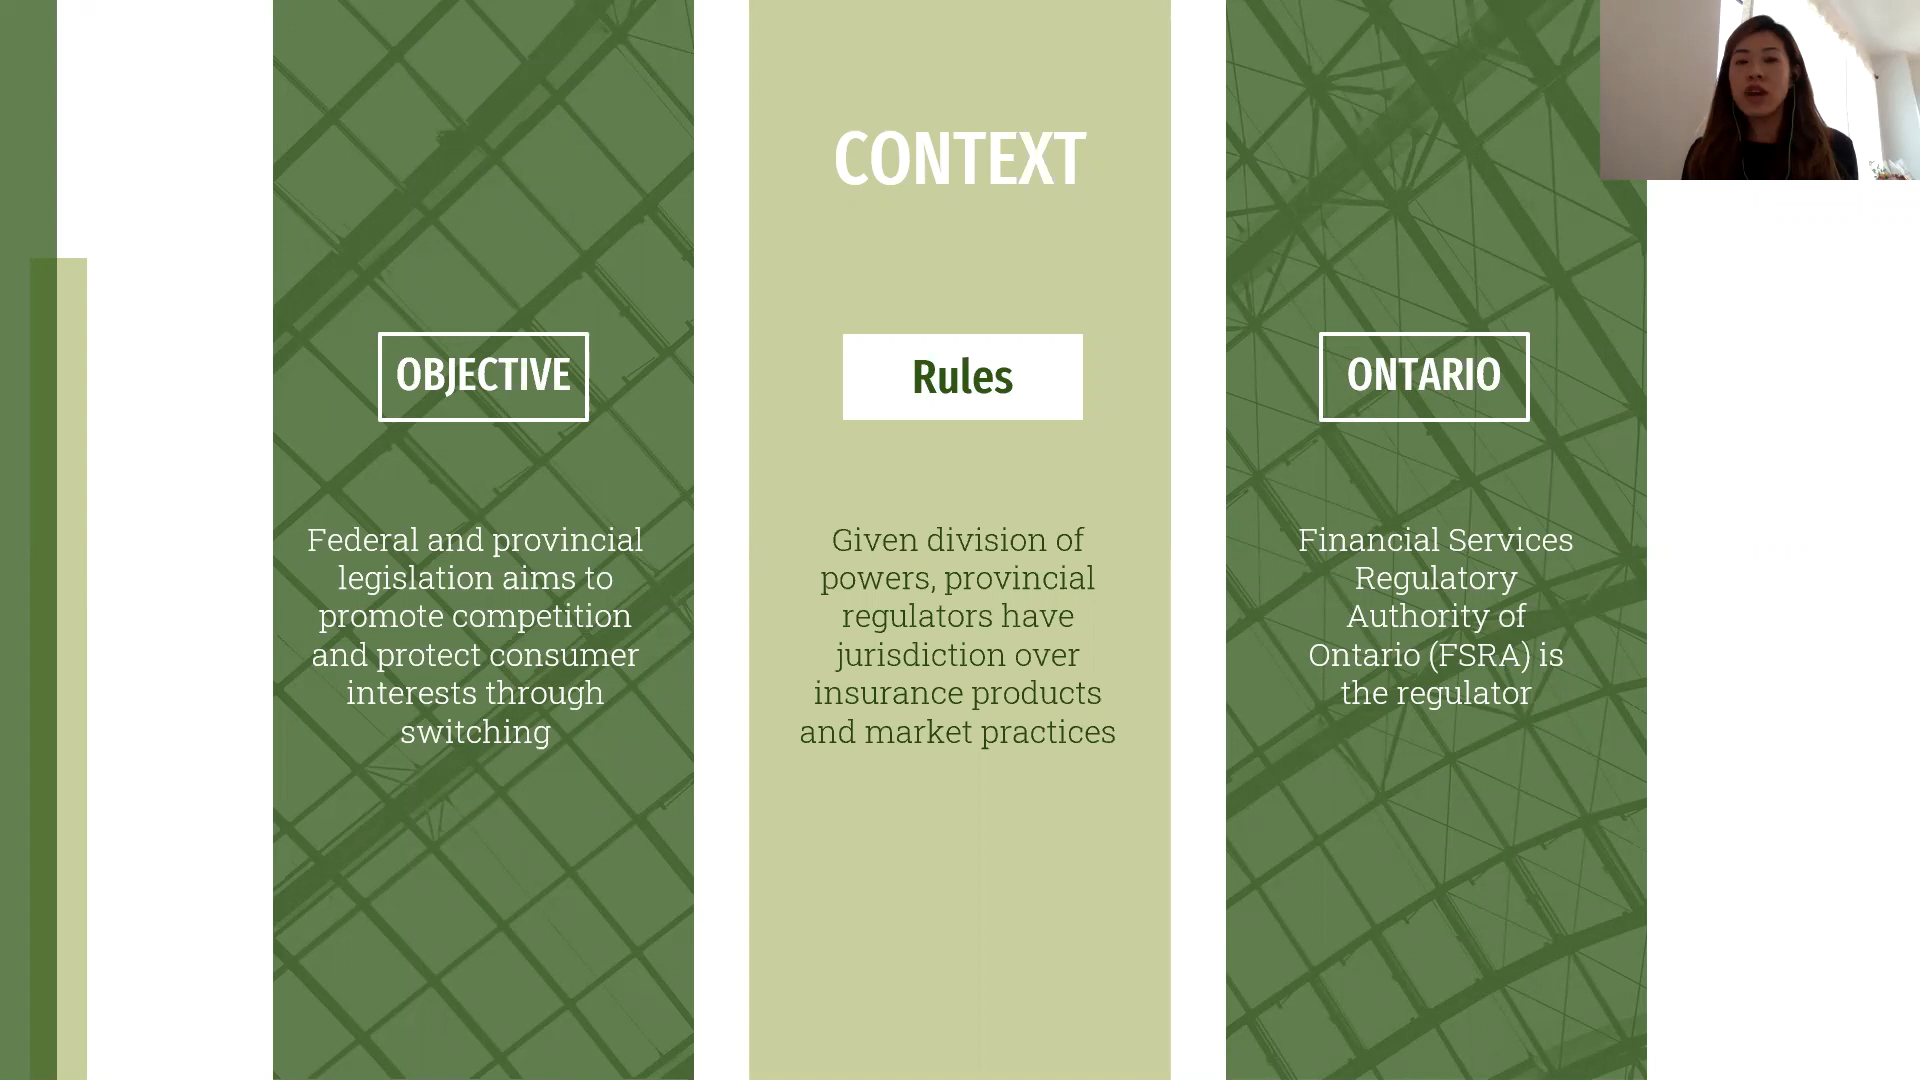 CONTEXT
OBJECTIVE
Federal and provincial
legislation aims to
promote competition
and protect consumer
interests through
switching
Rules
Given division of
powers, provincial
regulators have
jurisdiction over
insurance products
and market practices
ONTARIO
Financial Services
Regulatory
Authority of
Ontario (FSRA) is
the regulator